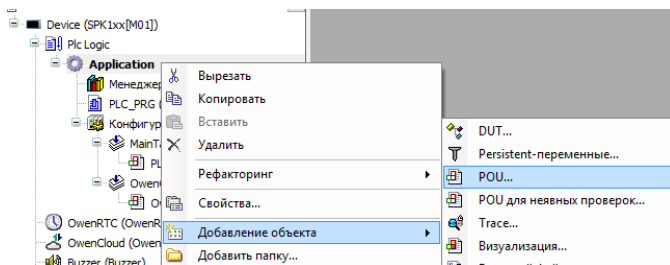 Device (SPK1xx[M01])
Plc Logic
Application
Менеджер
PLC_PRG (
Конфигур
MainTa
PL
OwenC
OwenRTC (OwenR
OwenCloud (Owen
Buzzer (Buzzer)
Вырезать
Копировать
Вставить
Удалить
Рефакторинг
Свойства...
Добавление объекта
Добавить папку...
DUT...
Persistent-переменные...
POU...
POU для неявных проверок...
Trace...
Визуализация...